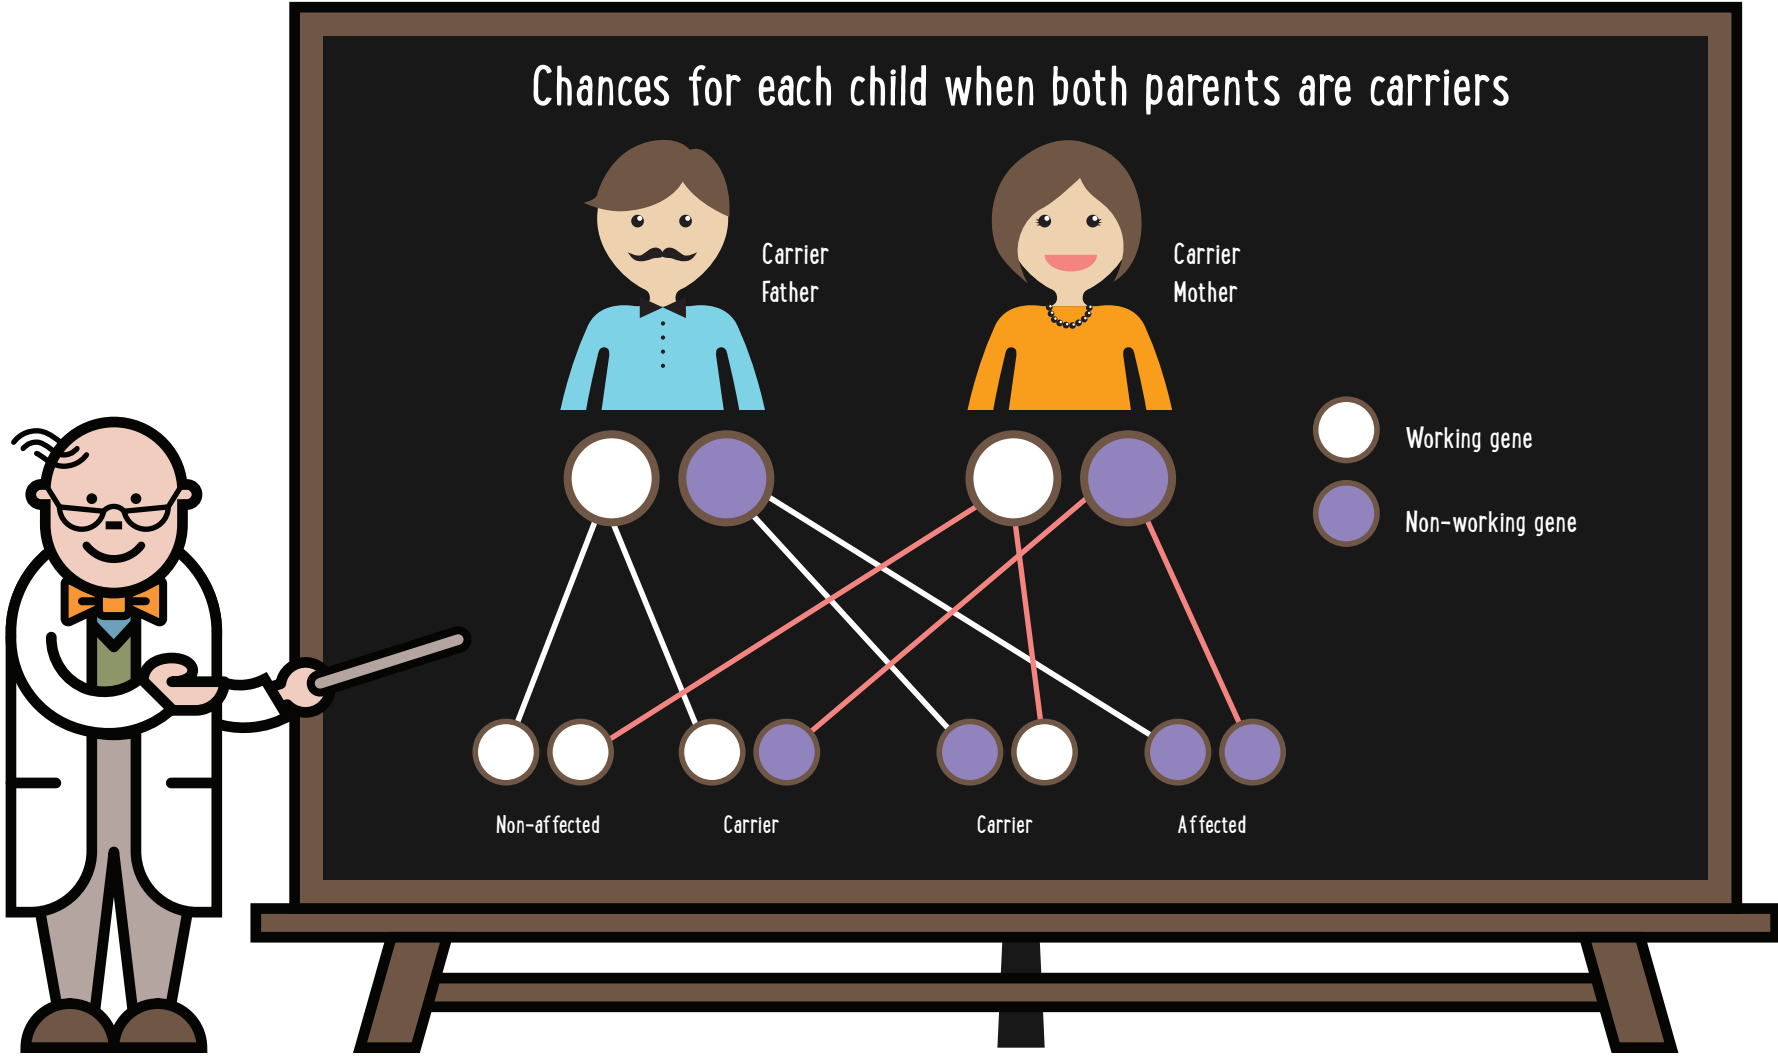 Chances for each child when both parents are carriers
Carrier
Father
Carrier
Mother
Working gene
Non-working gene
Non-affected
Carrier
Carrier
Affected